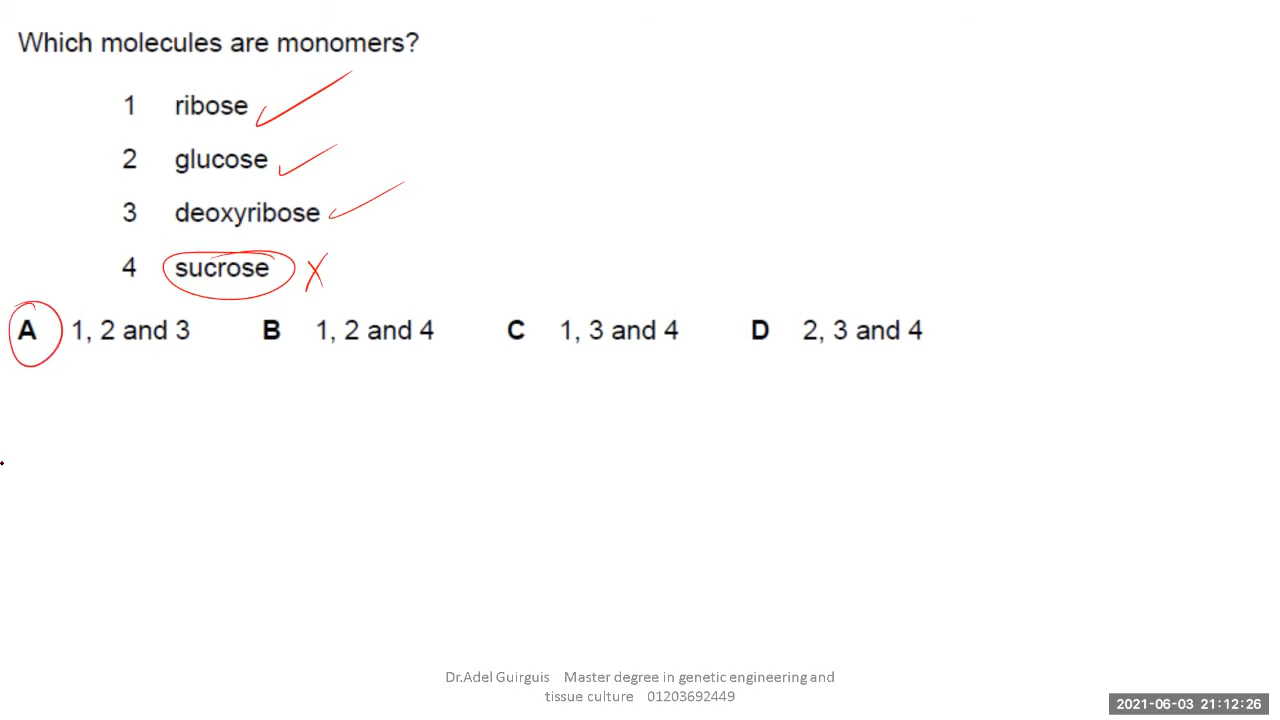 Which molecules are monomers?
1 ribose
2 glucose
3 deoxyribose
4 sucrose
A 1, 2 and 3 B 1, 2 and 4 C 1, 3 and 4 D 2, 3 and 4
Dr.Adel Guirguis Master degree in genetic engineering and
tissue culture 01203692449
2021-06-03 21:12:26